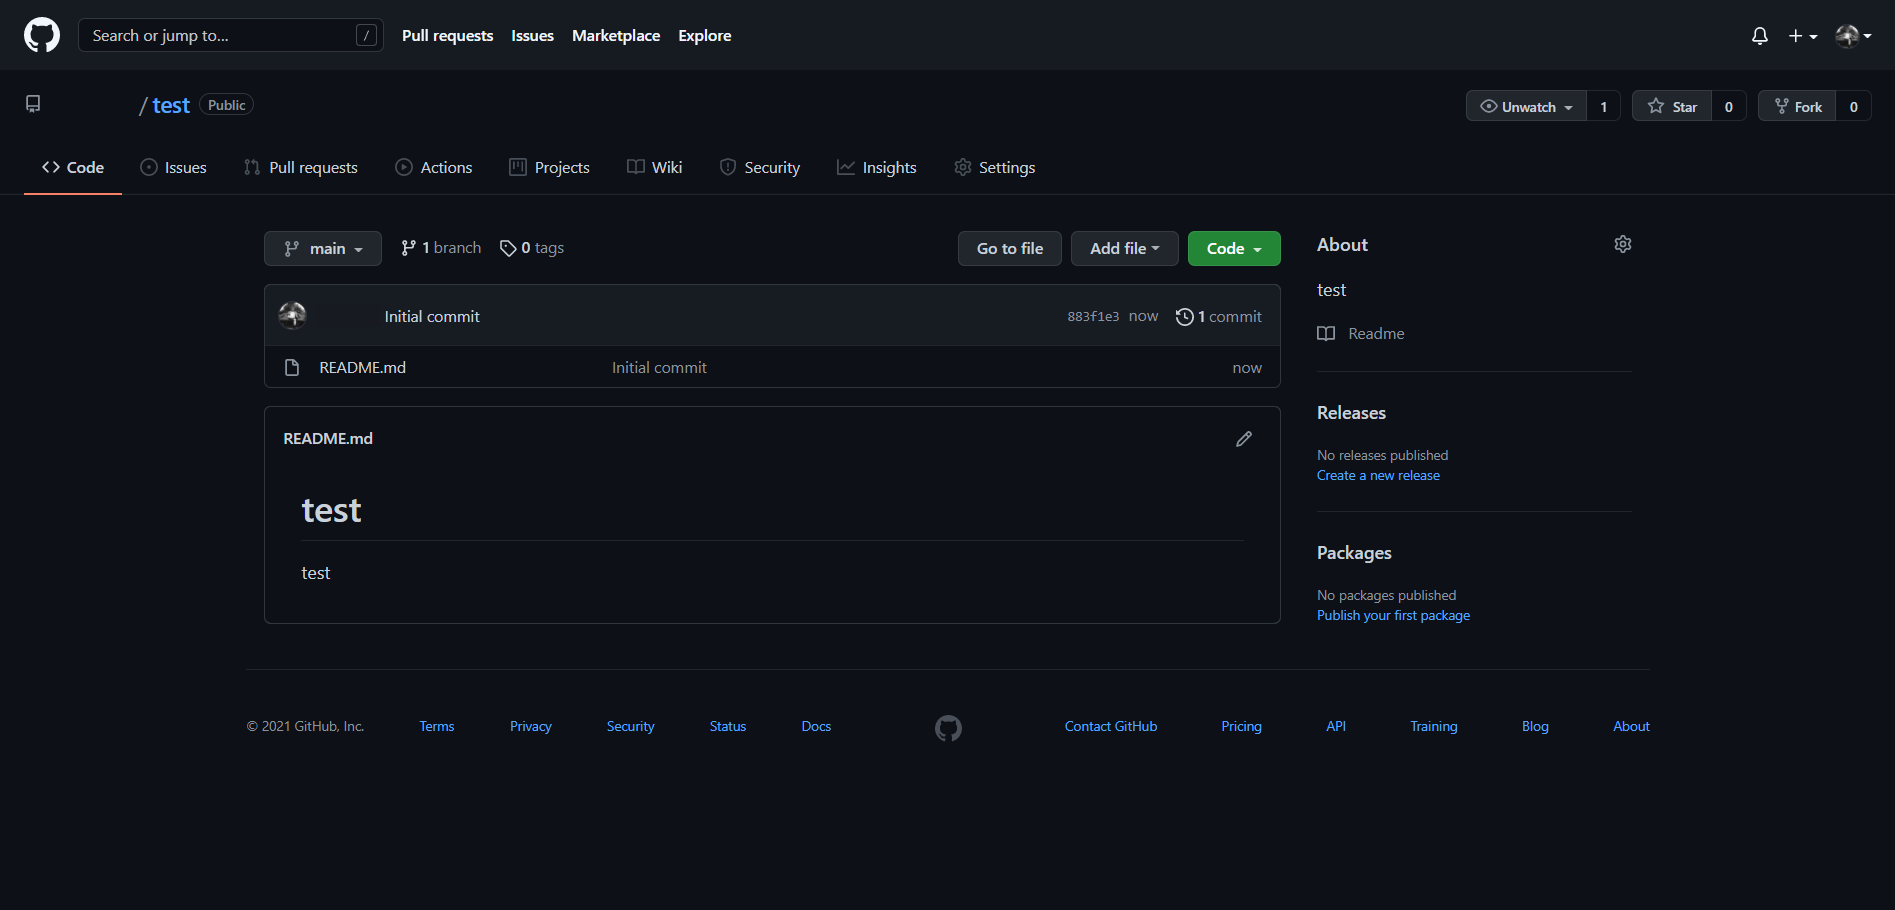 Search or jump to... / Pull requests Issues Marketplace Explore
/ test Public Unwatch 1 Star 0 Fork 0
Code Issues Pull requests Actions Projects Wiki Security Insights Settings
main 1 branch 0 tags Go to file Add file Code
Initial commit 883f1e3 now 1 commit
README.md Initial commit now
README.md
test
test
About
test
Readme
Releases
No releases published
Create a new release
Packages
No packages published
Publish your first package
© 2021 GitHub, Inc. Terms Privacy Security Status Docs Contact GitHub Pricing API Training Blog About